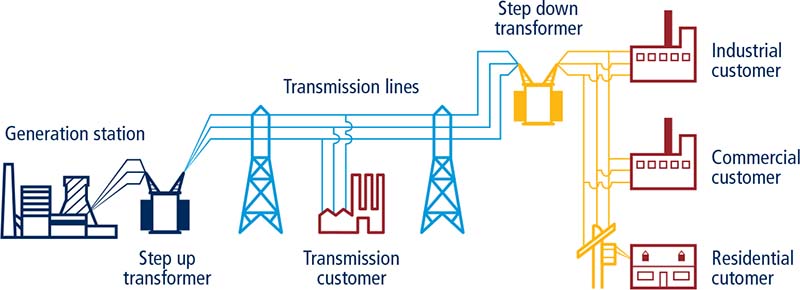 Step down
transformer
Industrial
customer
Transmission lines
Generation station
Commercial
customer
Step up
transformer
Transmission
customer
Residential
cutomer